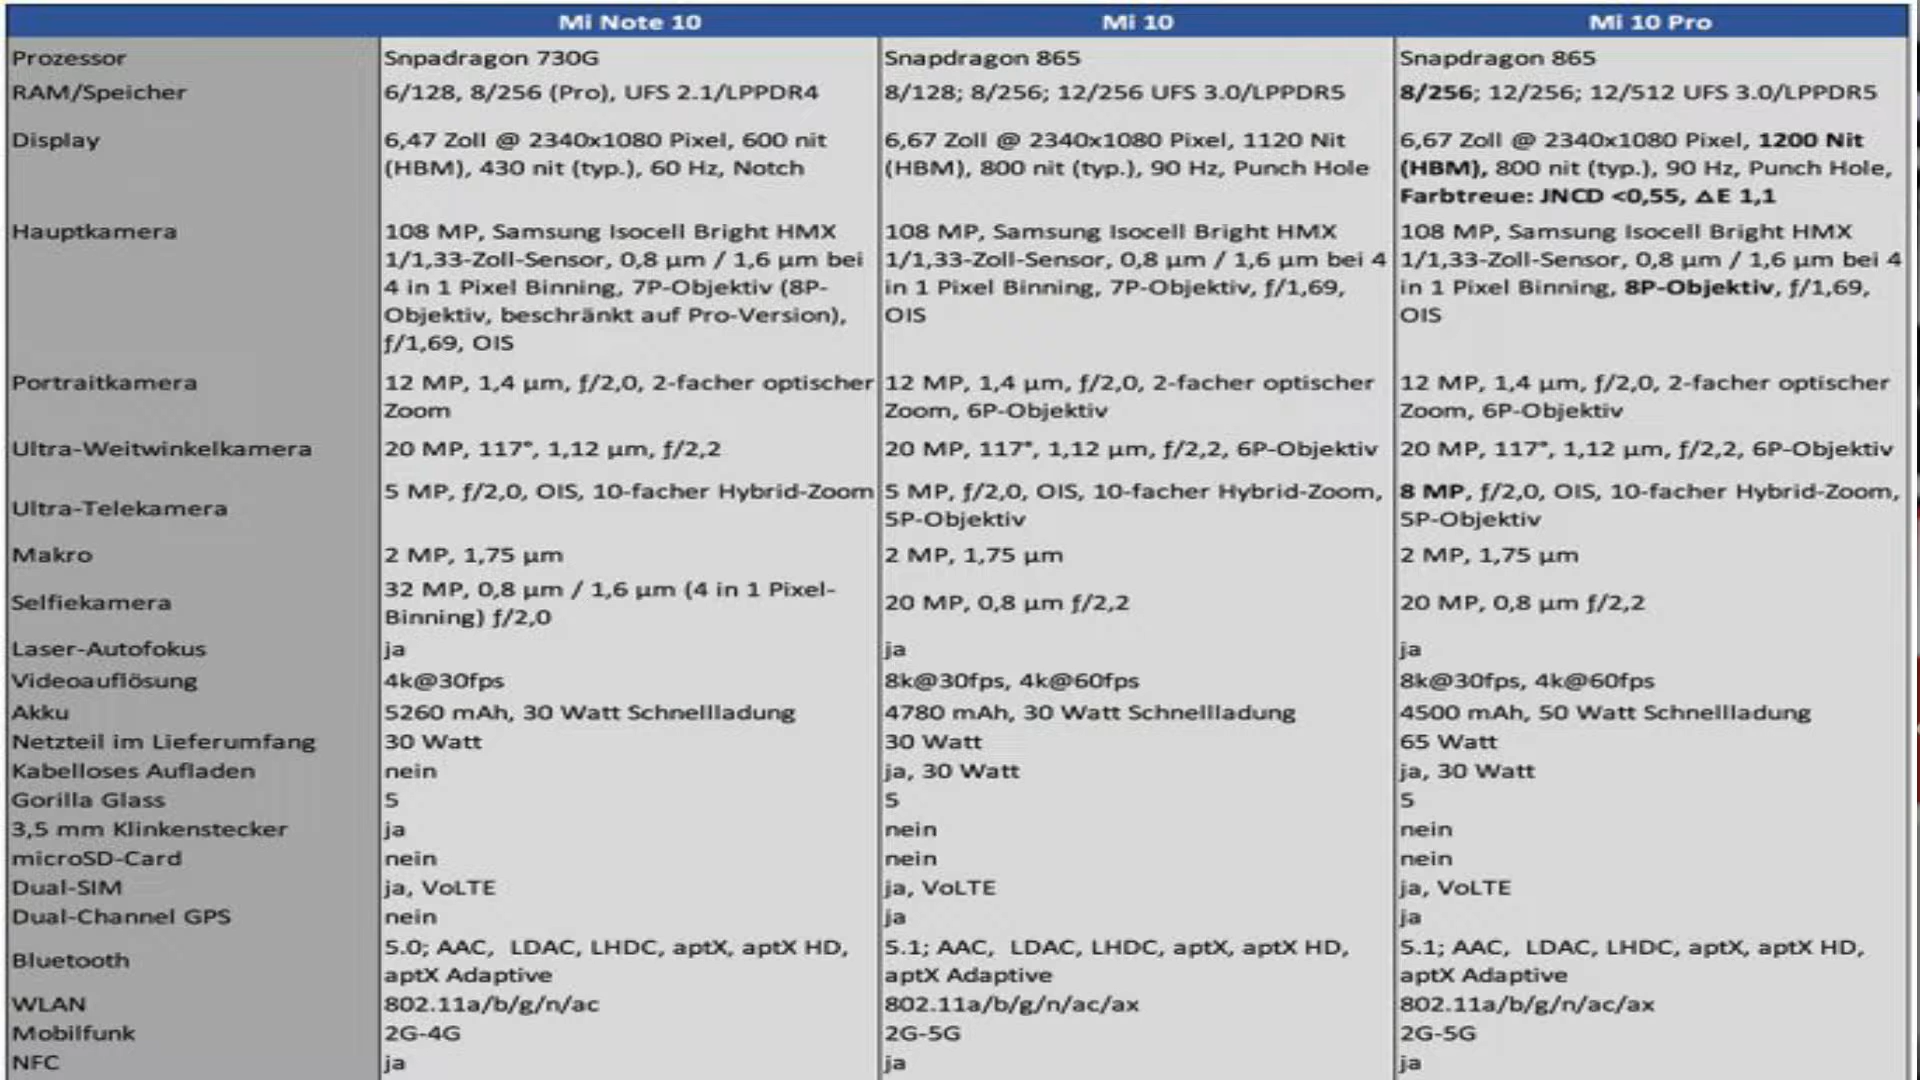 Mi Note 10 Mi 10 Mi 10 Pro
Prozessor Snpadragon 730G Snapdragon 865 Snapdragon 865
RAM/Speicher 6/128, 8/256 (Pro), UFS 2.1/LPPDR4 8/128; 8/256; 12/256 UFS 3.0/LPPDR5 8/256; 12/256; 12/512 UFS 3.0/LPPDR5
Display 6,47 Zoll @ 2340x1080 Pixel, 600 nit 6,67 Zoll @ 2340x1080 Pixel, 1120 Nit 6,67 Zoll @ 2340x1080 Pixel, 1200 Nit
(HBM), 430 nit (typ.), 60 Hz, Notch (HBM), 800 nit (typ.), 90 Hz, Punch Hole (HBM), 800 nit (typ.), 90 Hz, Punch Hole,
Farbtreue: JNCD <0,55, ΔE 1,1
Hauptkamera 108 MP, Samsung Isocell Bright HMX 108 MP, Samsung Isocell Bright HMX 108 MP, Samsung Isocell Bright HMX
1/1,33-Zoll-Sensor, 0,8 µm / 1,6 µm bei 1/1,33-Zoll-Sensor, 0,8 µm / 1,6 µm bei 4 1/1,33-Zoll-Sensor, 0,8 µm / 1,6 µm bei 4
4 in 1 Pixel Binning, 7P-Objektiv (8P- in 1 Pixel Binning, 7P-Objektiv, ƒ/1,69, in 1 Pixel Binning, 8P-Objektiv, ƒ/1,69,
Objektiv, beschränkt auf Pro-Version), OIS OIS
ƒ/1,69, OIS
Portraitkamera 12 MP, 1,4 µm, ƒ/2,0, 2-facher optischer 12 MP, 1,4 µm, ƒ/2,0, 2-facher optischer 12 MP, 1,4 µm, ƒ/2,0, 2-facher optischer
Zoom Zoom, 6P-Objektiv Zoom, 6P-Objektiv
Ultra-Weitwinkelkamera 20 MP, 117°, 1,12 µm, ƒ/2,2 20 MP, 117°, 1,12 µm, ƒ/2,2, 6P-Objektiv 20 MP, 117°, 1,12 µm, ƒ/2,2, 6P-Objektiv
Ultra-Telekamera 5 MP, ƒ/2,0, OIS, 10-facher Hybrid-Zoom 5 MP, ƒ/2,0, OIS, 10-facher Hybrid-Zoom, 8 MP, ƒ/2,0, OIS, 10-facher Hybrid-Zoom,
5P-Objektiv 5P-Objektiv
Makro 2 MP, 1,75 µm 2 MP, 1,75 µm 2 MP, 1,75 µm
Selfiekamera 32 MP, 0,8 µm / 1,6 µm (4 in 1 Pixel- 20 MP, 0,8 µm ƒ/2,2 20 MP, 0,8 µm ƒ/2,2
Binning) ƒ/2,0
Laser-Autofokus ja ja ja
Videoauflösung 4k@30fps 8k@30fps, 4k@60fps 8k@30fps, 4k@60fps
Akku 5260 mAh, 30 Watt Schnellladung 4780 mAh, 30 Watt Schnellladung 4500 mAh, 50 Watt Schnellladung
Netzteil im Lieferumfang 30 Watt 30 Watt 65 Watt
Kabelloses Aufladen nein ja, 30 Watt ja, 30 Watt
Gorilla Glass 5 5 5
3,5 mm Klinkenstecker ja nein nein
microSD-Card nein nein nein
Dual-SIM ja, VoLTE ja, VoLTE ja, VoLTE
Dual-Channel GPS nein ja ja
Bluetooth 5.0; AAC, LDAC, LHDC, aptX, aptX HD, 5.1; AAC, LDAC, LHDC, aptX, aptX HD, 5.1; AAC, LDAC, LHDC, aptX, aptX HD,
aptX Adaptive aptX Adaptive aptX Adaptive
WLAN 802.11a/b/g/n/ac 802.11a/b/g/n/ac/ax 802.11a/b/g/n/ac/ax
Mobilfunk 2G-4G 2G-5G 2G-5G
NFC ja ja ja